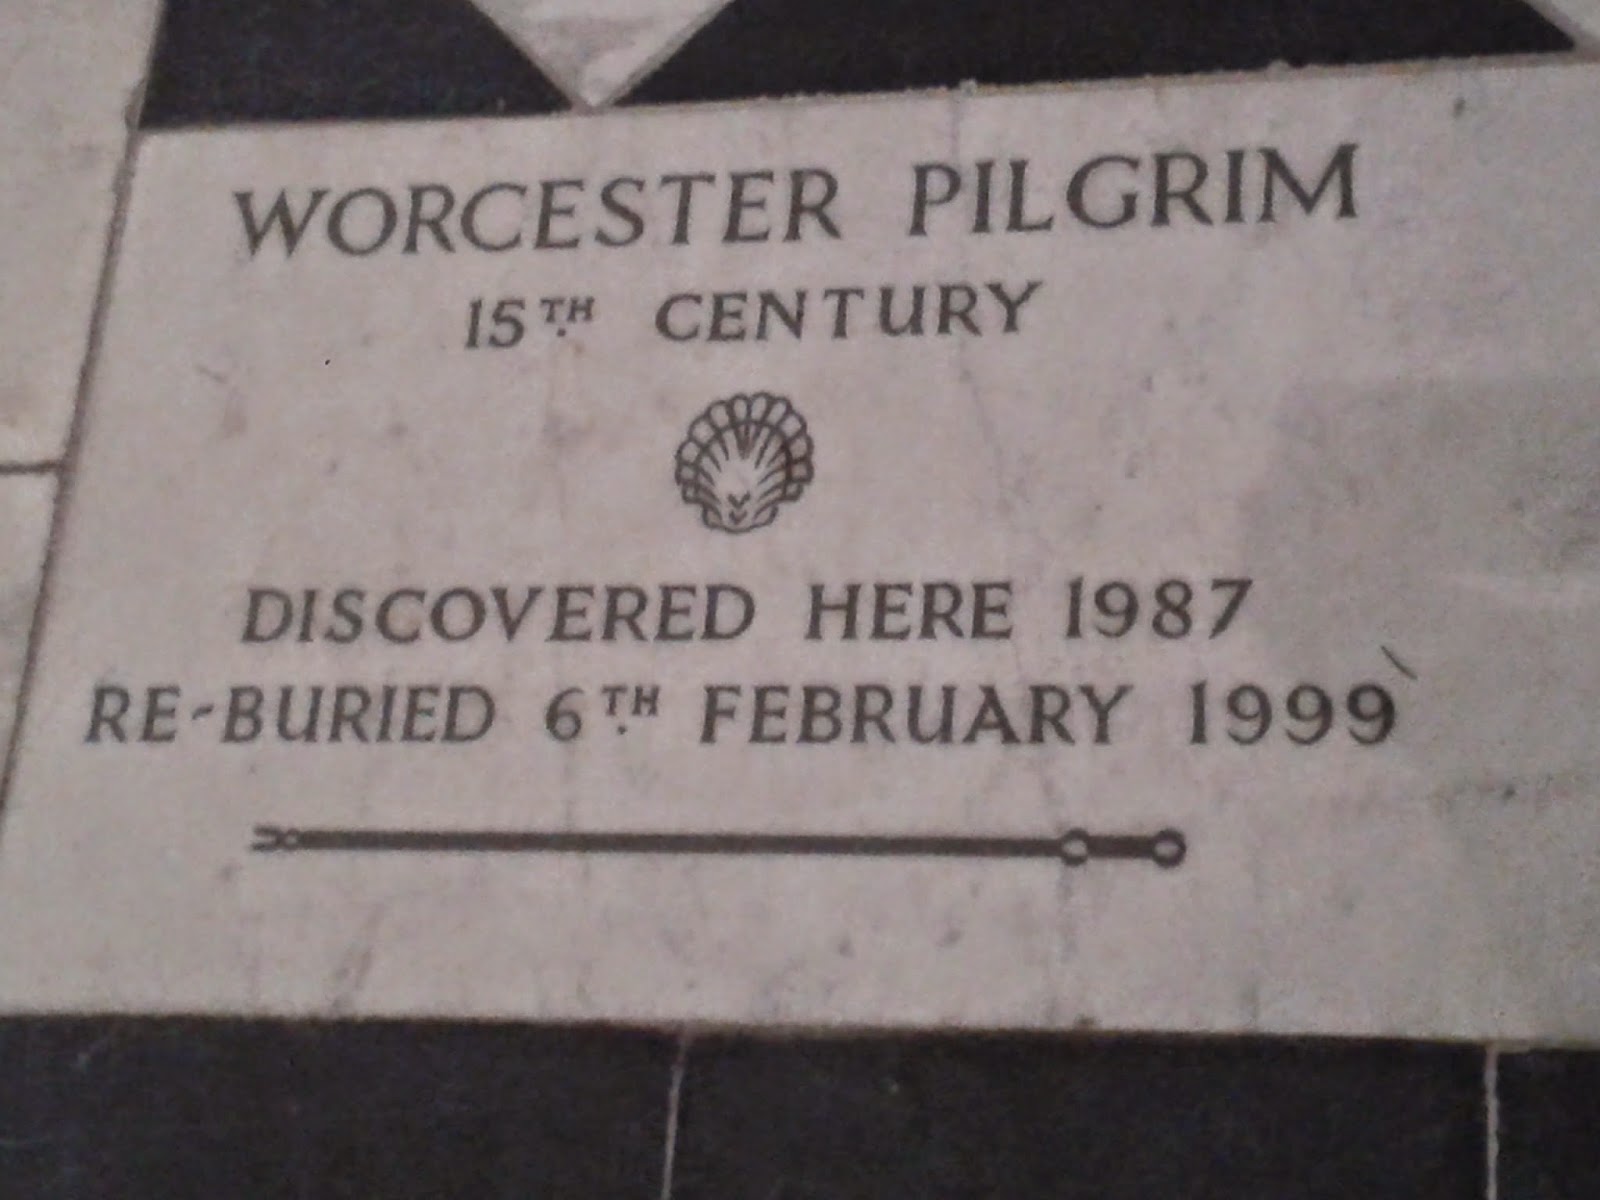 WORCESTER PILGRIM
15TH CENTURY
DISCOVERED HERE 1987
RE-BURIED 6TH FEBRUARY 1999